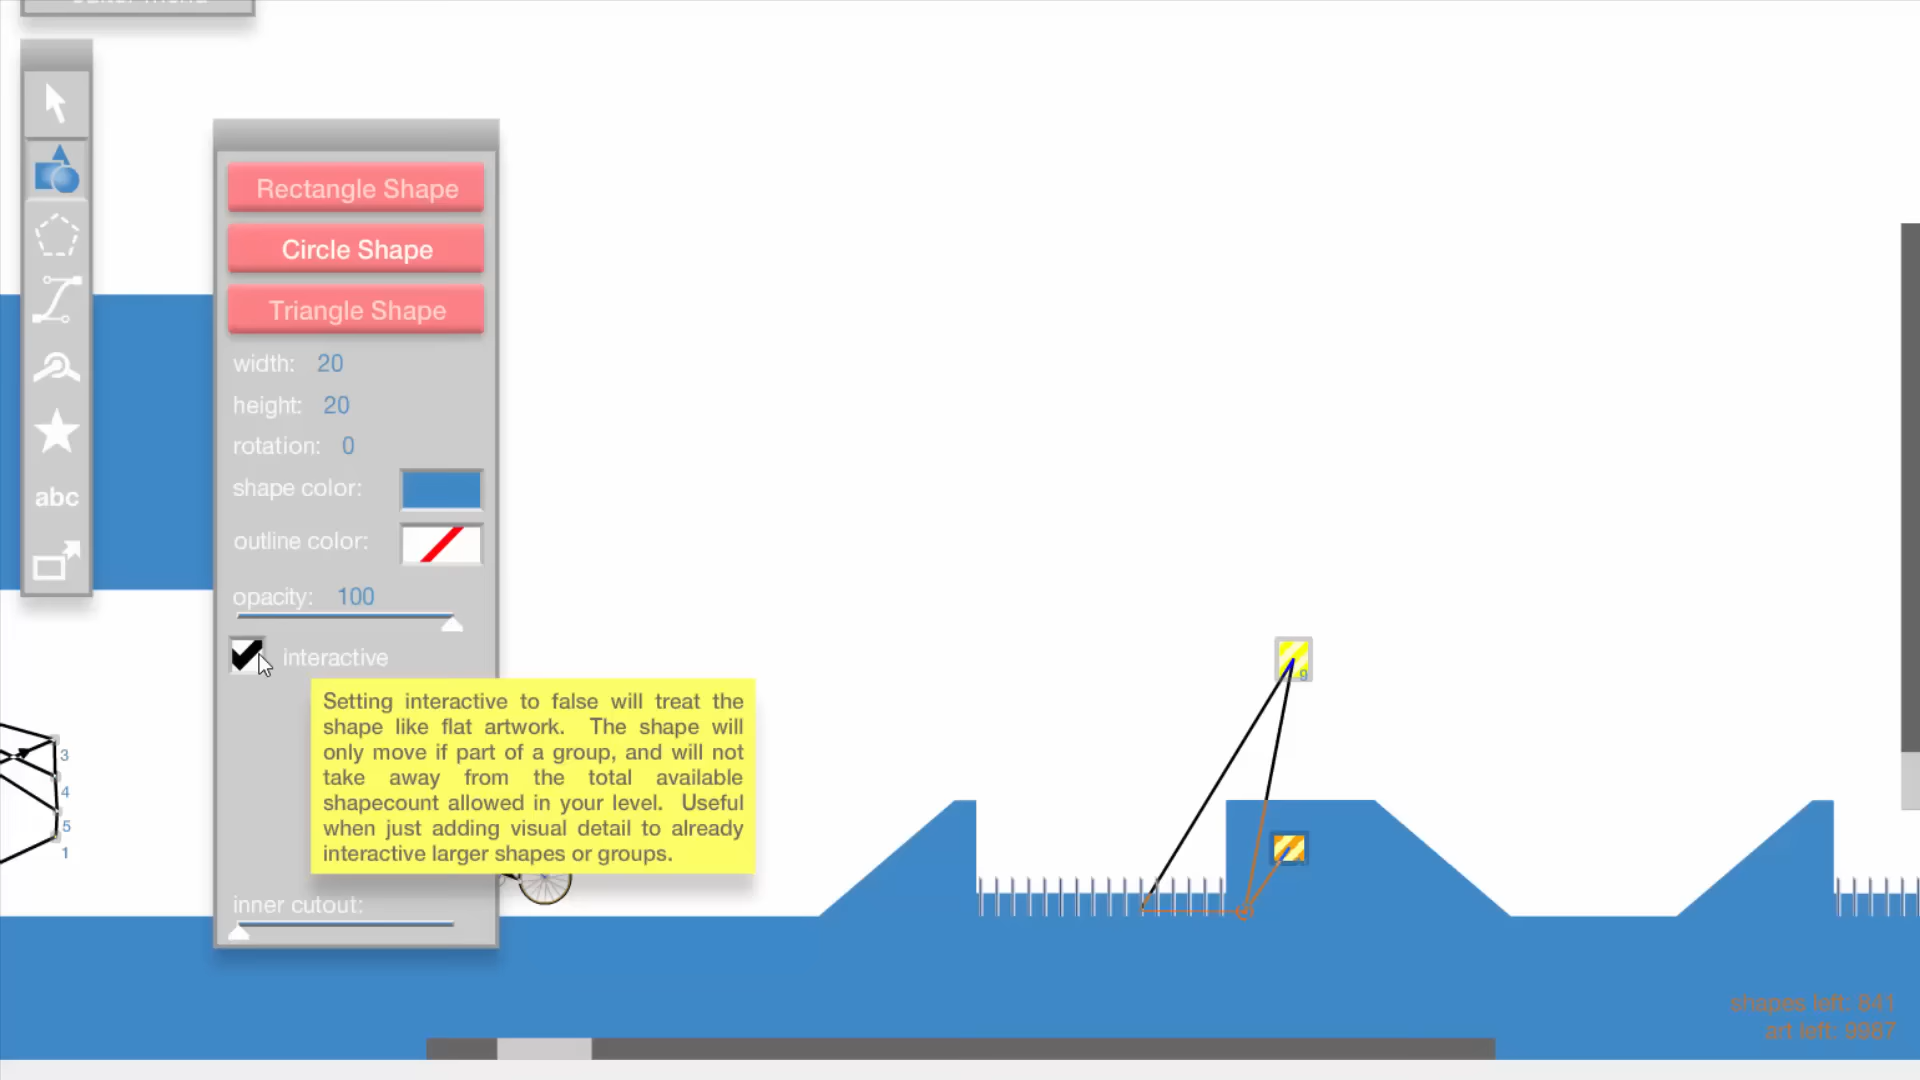 Rectangle Shape
Circle Shape
Triangle Shape
width: 20
height: 20
rotation: 0
shape color:
outline color:
opacity: 100
interactive
Setting interactive to false will treat the
shape like flat artwork. The shape will
only move if part of a group, and will not
take away from the total available
shapecount allowed in your level. Useful
when just adding visual detail to already
interactive larger shapes or groups.
inner cutout:
abc
3
4
5
1
9
shapes left: 841
art left: 9987